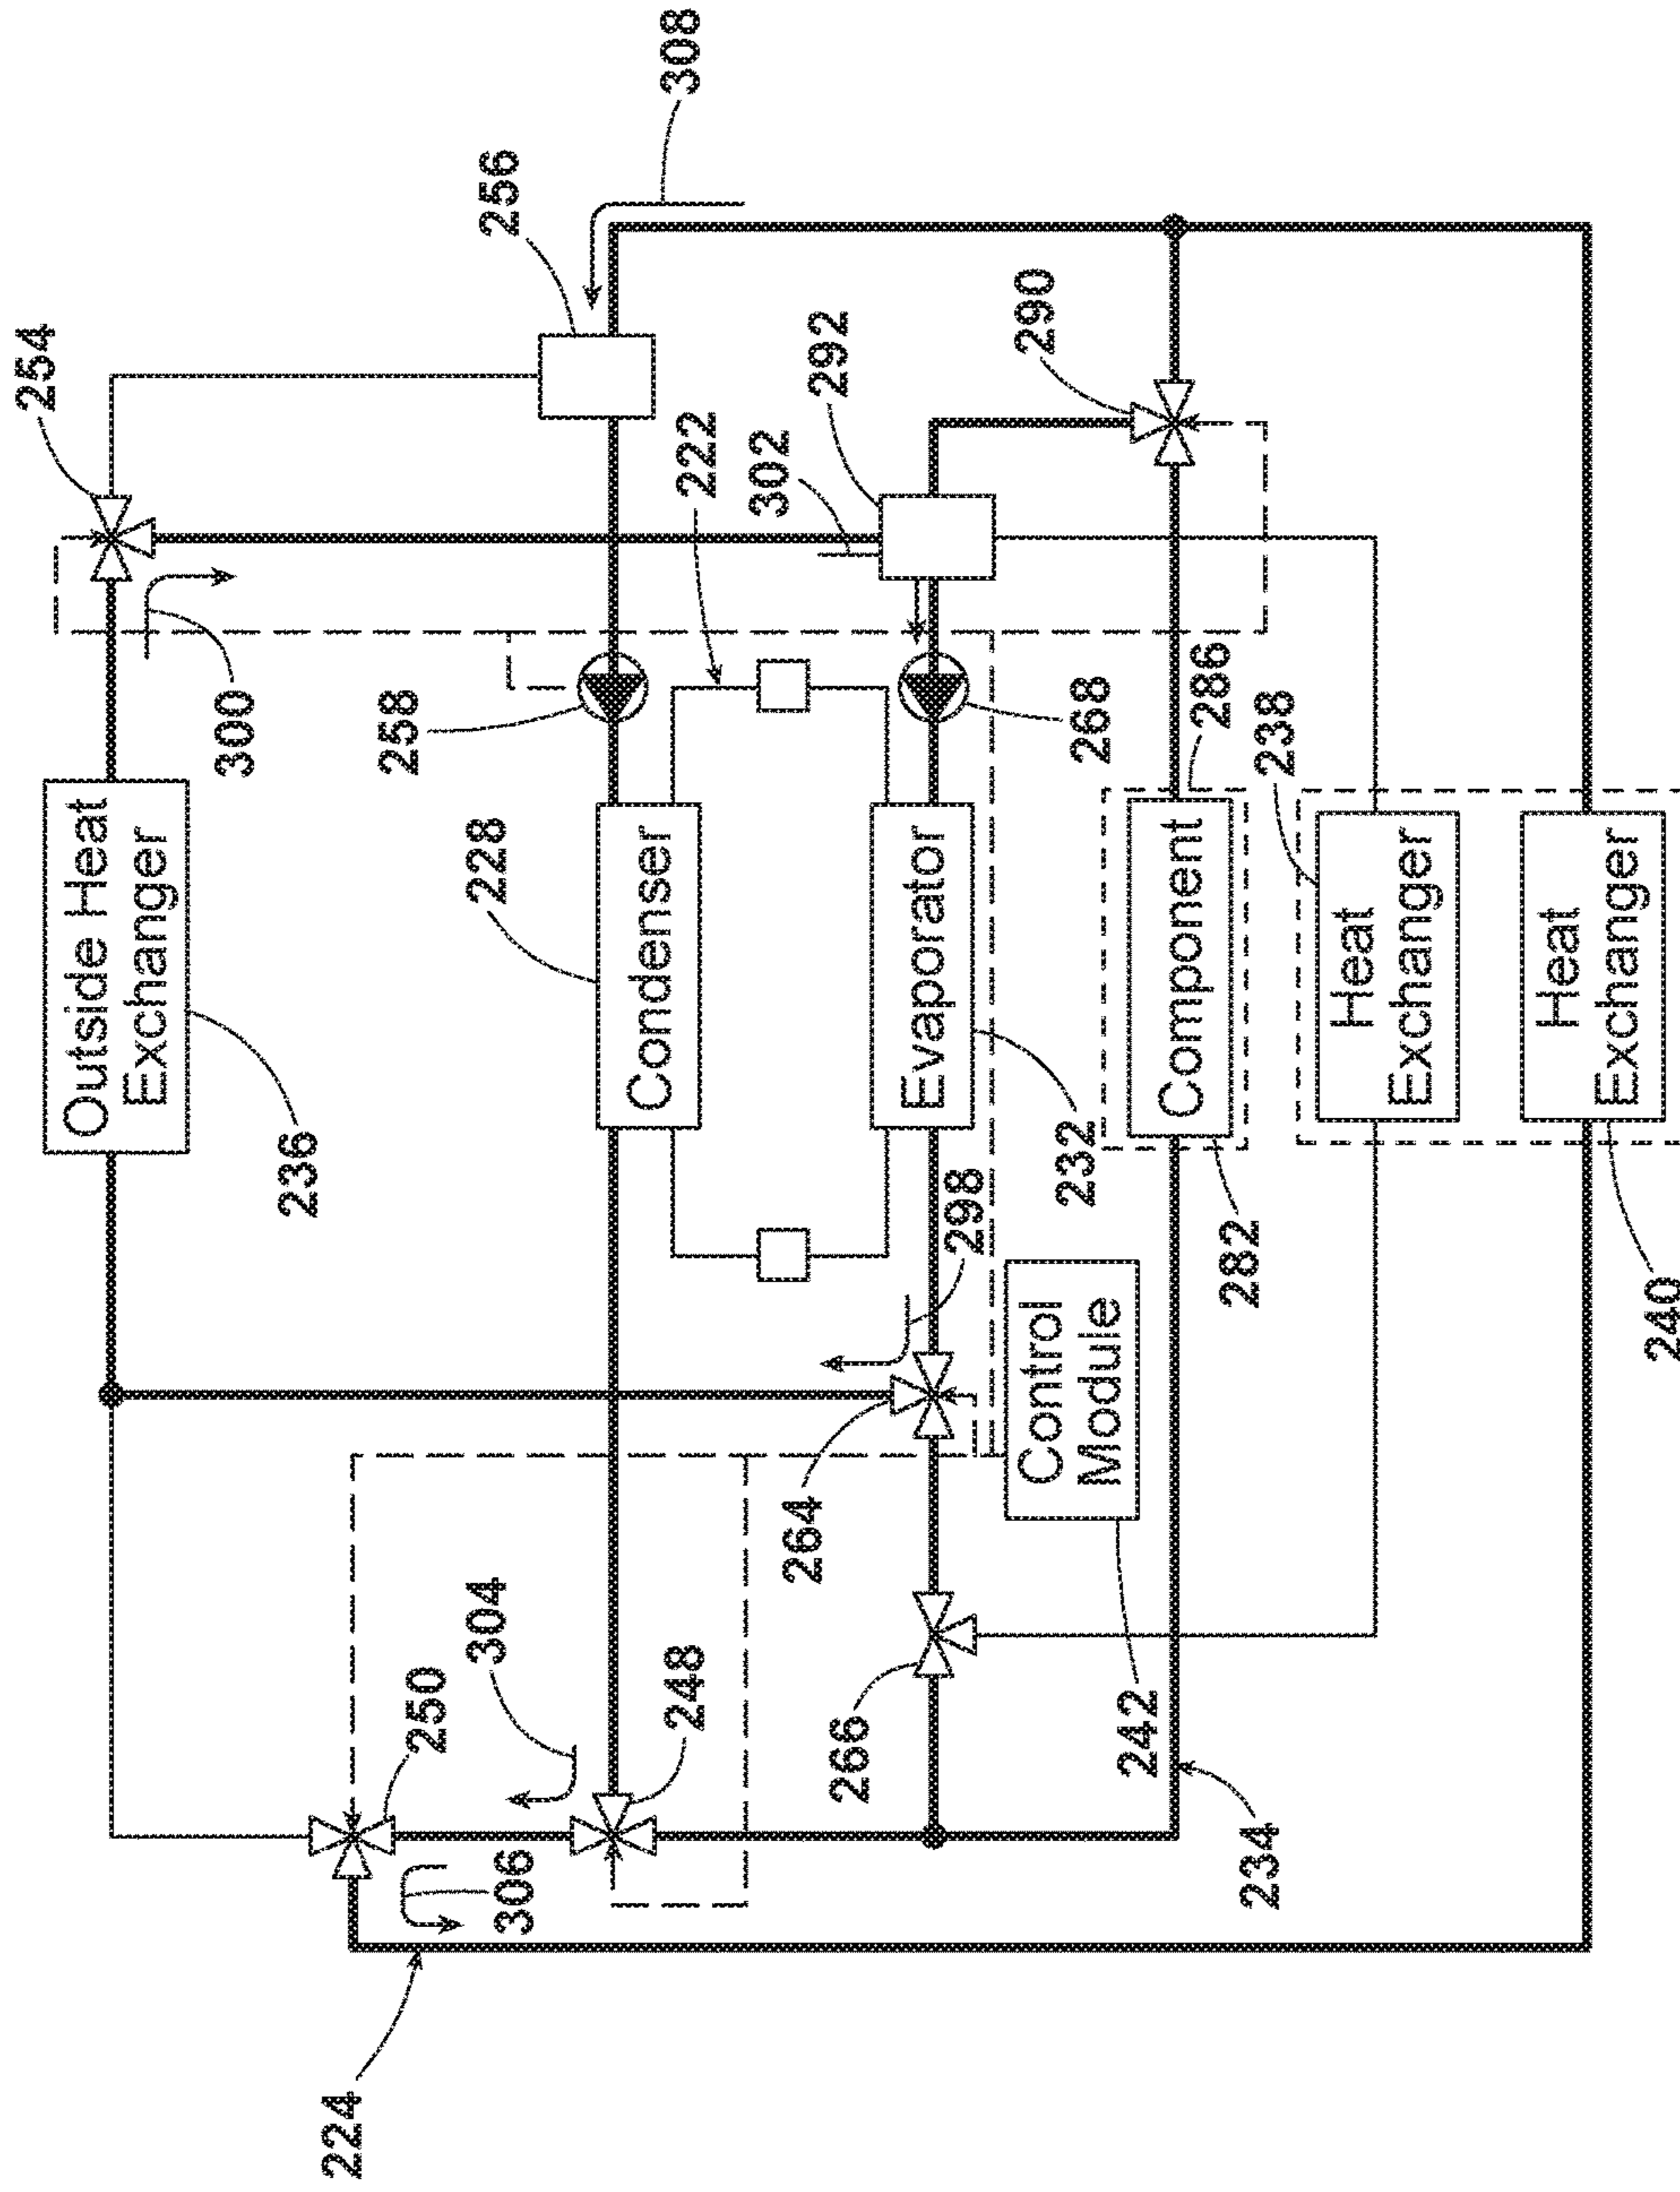 254
300
Outside Heat
Exchanger
236
308
256
258
228
Condenser
222
302
292
290
268
Evaporator
232
298
264
304
250
248
306
266
Control
Module
242
286
Component
282
238
Heat
Exchanger
Heat
Exchanger
240
234
224